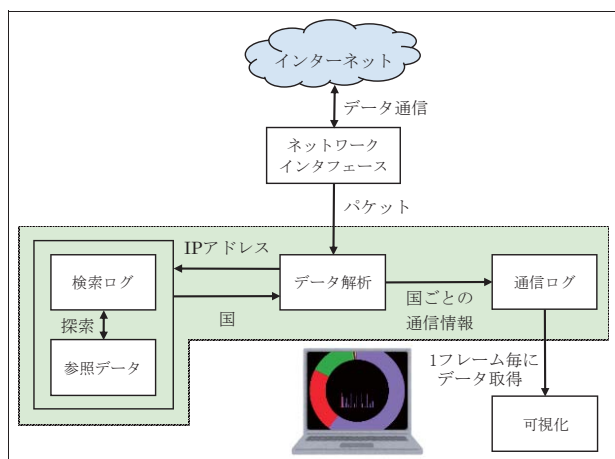 インターネット
データ通信
ネットワーク
インタフェース
パケット
IPアドレス
検索ログ
データ解析
通信ログ
国
国ごとの
通信情報
探索
参照データ
1フレーム毎に
データ取得
可視化